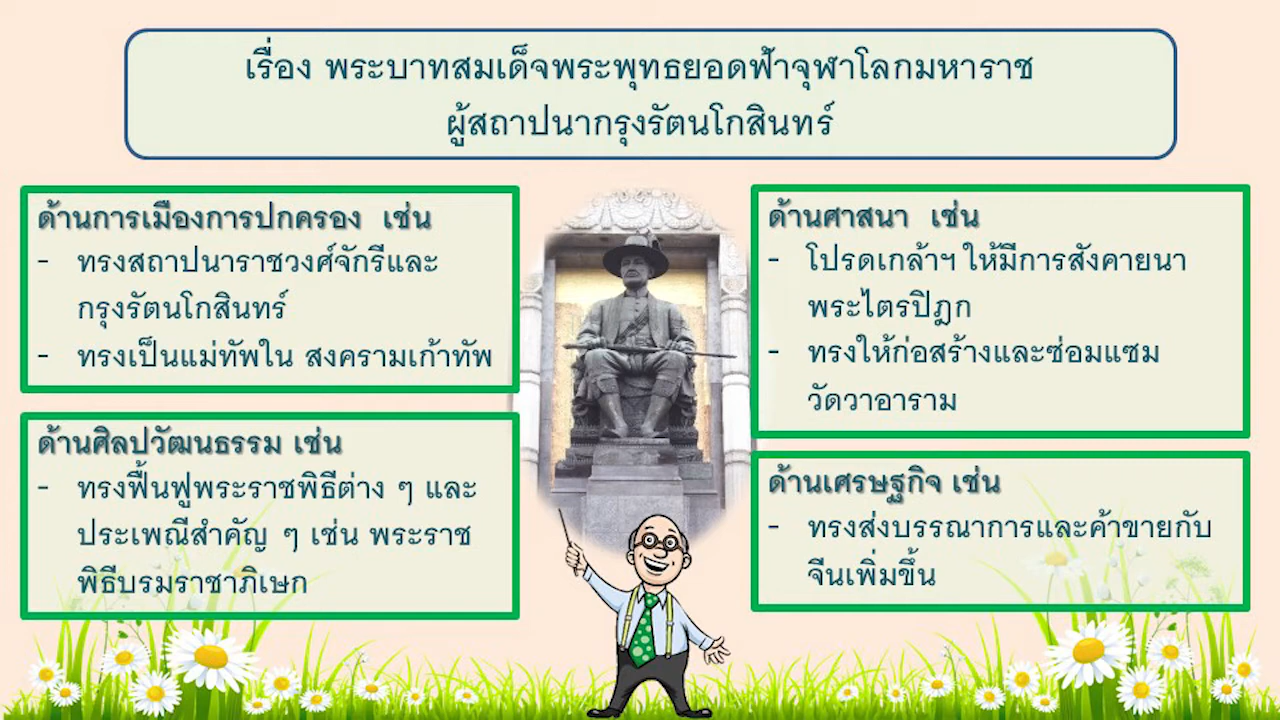 เรื่อง พระบาทสมเด็จพระพุทธยอดฟ้าจุฬาโลกมหาราช
ผู้สถาปนากรุงรัตนโกสินทร์
ด้านการเมืองการปกครอง เช่น
- ทรงสถาปนาราชวงศ์จักรีและ
กรุงรัตนโกสินทร์
- ทรงเป็นแม่ทัพใน สงครามเก้าทัพ
ด้านศิลปวัฒนธรรม เช่น
- ทรงฟื้นฟูพระราชพิธีต่าง ๆ และ
ประเพณีสำคัญ ๆ เช่น พระราช
พิธีบรมราชาภิเษก
ด้านศาสนา เช่น
- โปรดเกล้าฯ ให้มีการสังคายนา
พระไตรปิฎก
- ทรงให้ก่อสร้างและซ่อมแซม
วัดวาอาราม
ด้านเศรษฐกิจ เช่น
- ทรงส่งบรรณาการและค้าขายกับ
จีนเพิ่มขึ้น